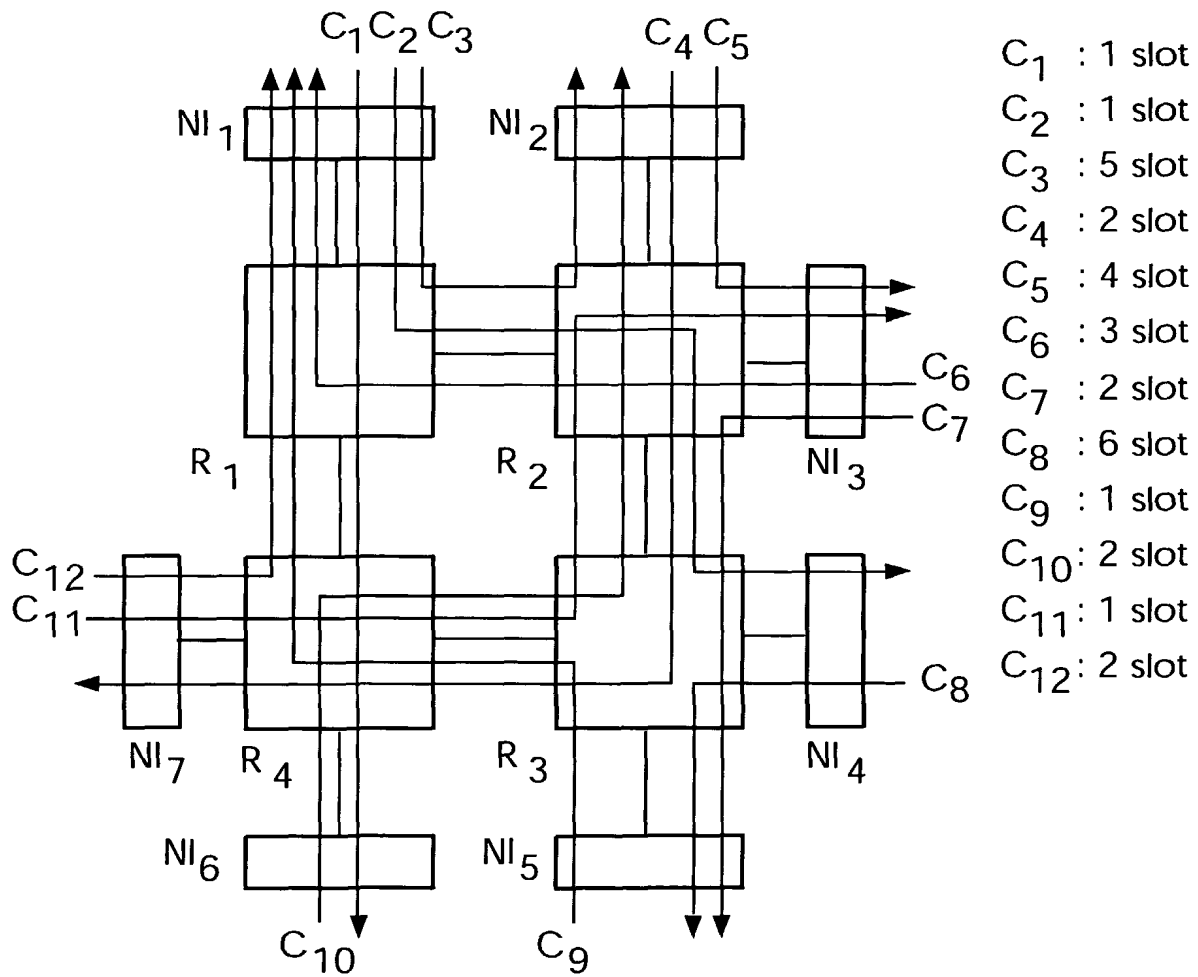 C1 C2 C3 C4 C5
NI1 NI2
C1 : 1 slot
C2 : 1 slot
C3 : 5 slot
C4 : 2 slot
C5 : 4 slot
C6 : 3 slot
C7 : 2 slot
C8 : 6 slot
C9 : 1 slot
C10 : 2 slot
C11 : 1 slot
C12 : 2 slot
C6
C7
R1 R2 NI3
C12
C11
C8
NI7 R4 R3 NI4
NI6 NI5
C10 C9